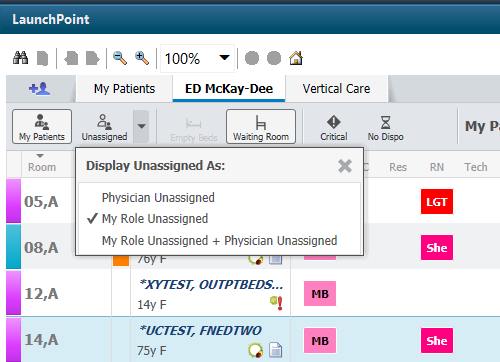 LaunchPoint
100%
My Patients
ED McKay-Dee
Vertical Care
My Patients
Unassigned
Empty Beds
Waiting Room
Critical
No Dispo
My Pa
Room
C
Res
RN
Tech
Display Unassigned As:
Physician Unassigned
My Role Unassigned
My Role Unassigned + Physician Unassigned
05,A
LGT
08,A
76y F
She
12,A
*XYTEST, OUTPTBEDS...
14y F
MB
14,A
*UCTEST, FNEDTWO
75y F
MB
She